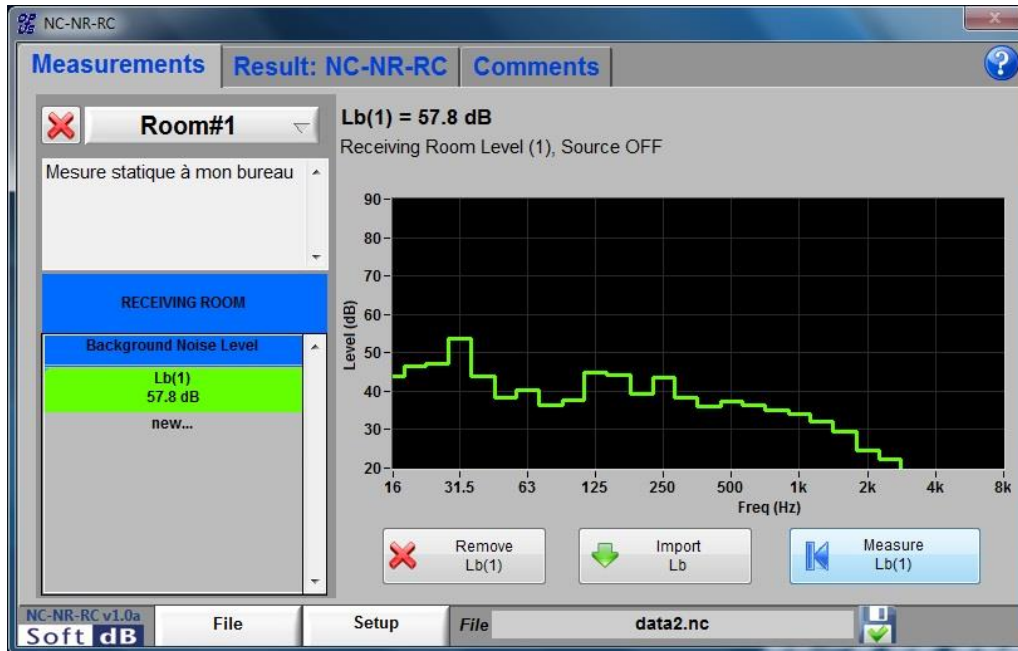 NC-NR-RC
Measurements
Result: NC-NR-RC
Comments
?
Room#1
Mesure statique à mon bureau
RECEIVING ROOM
Background Noise Level
Lb(1)
57.8 dB
new...
Lb(1) = 57.8 dB
Receiving Room Level (1), Source OFF
Level (dB)
90
80
70
60
50
40
30
20
16 31.5 63 125 250 500 1k 2k 4k 8k
Freq (Hz)
Remove
Lb(1)
Import
Lb
Measure
Lb(1)
NC-NR-RC v1.0a
Soft dB
File
Setup
File
data2.nc